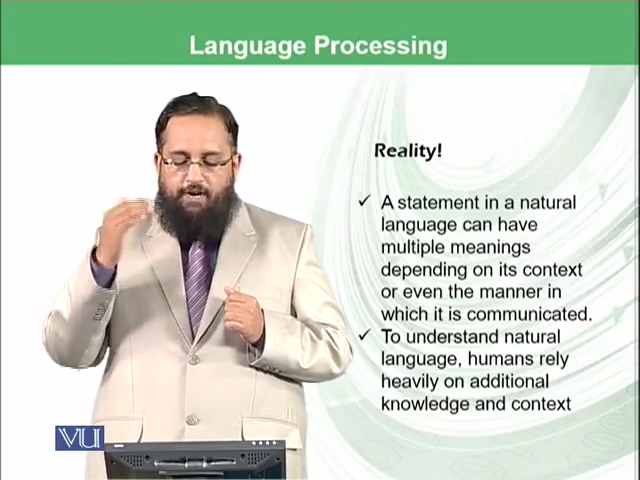 Language Processing
Reality!
✓ A statement in a natural
language can have
multiple meanings
depending on its context
or even the manner in
which it is communicated.
✓ To understand natural
language, humans rely
heavily on additional
knowledge and context
VU